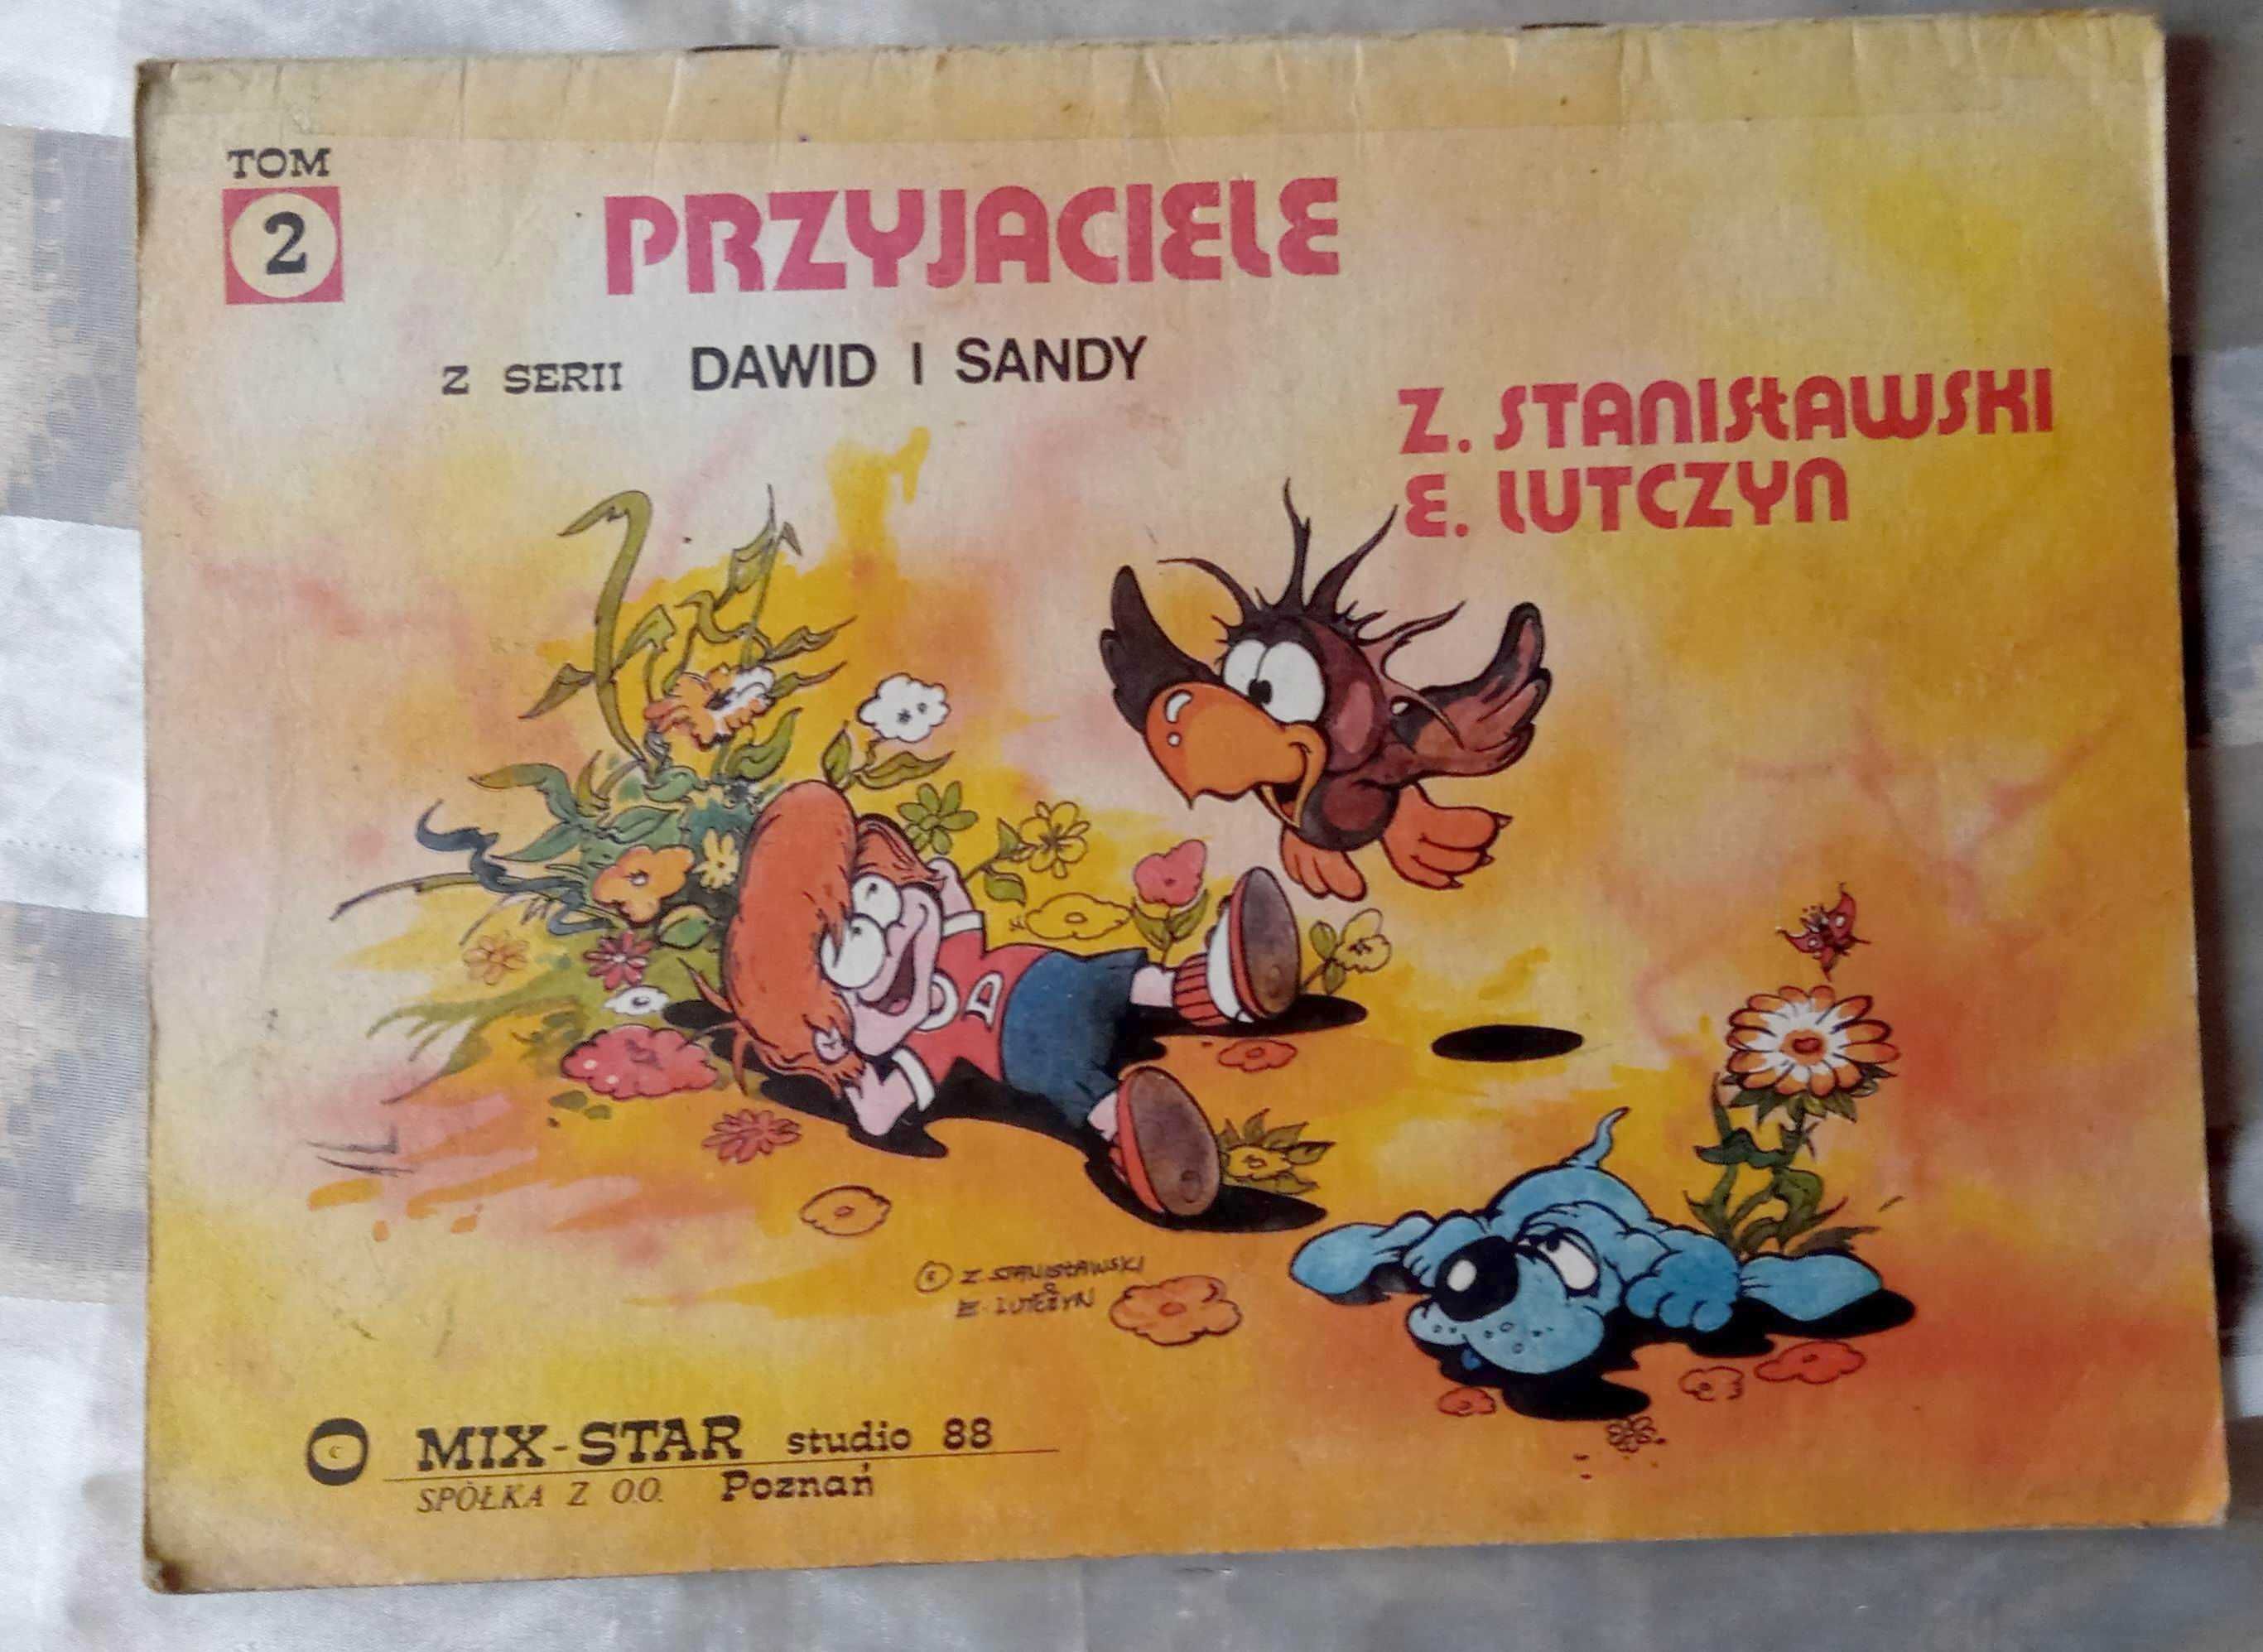 TOM
2
PRZYJACIELE
Z SERII DAWID I SANDY
Z. STANISŁAWSKI
E. LUTCZYN
D
© Z. STANISŁAWSKI
&
E. LUTCZYN
MIX-STAR studio 88
SPÓŁKA Z O.O. Poznań